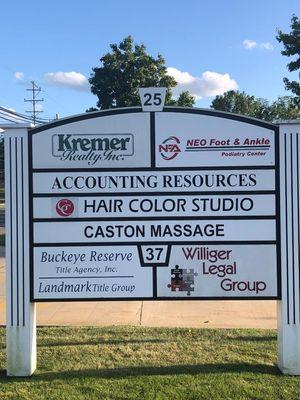 25
Kremer
Realty Inc.
NFA
NEO Foot & Ankle
Podiatry Center
ACCOUNTING RESOURCES
HAIR COLOR STUDIO
CASTON MASSAGE
37
Buckeye Reserve
Title Agency, Inc.
Landmark Title Group
Williger
Legal
Group